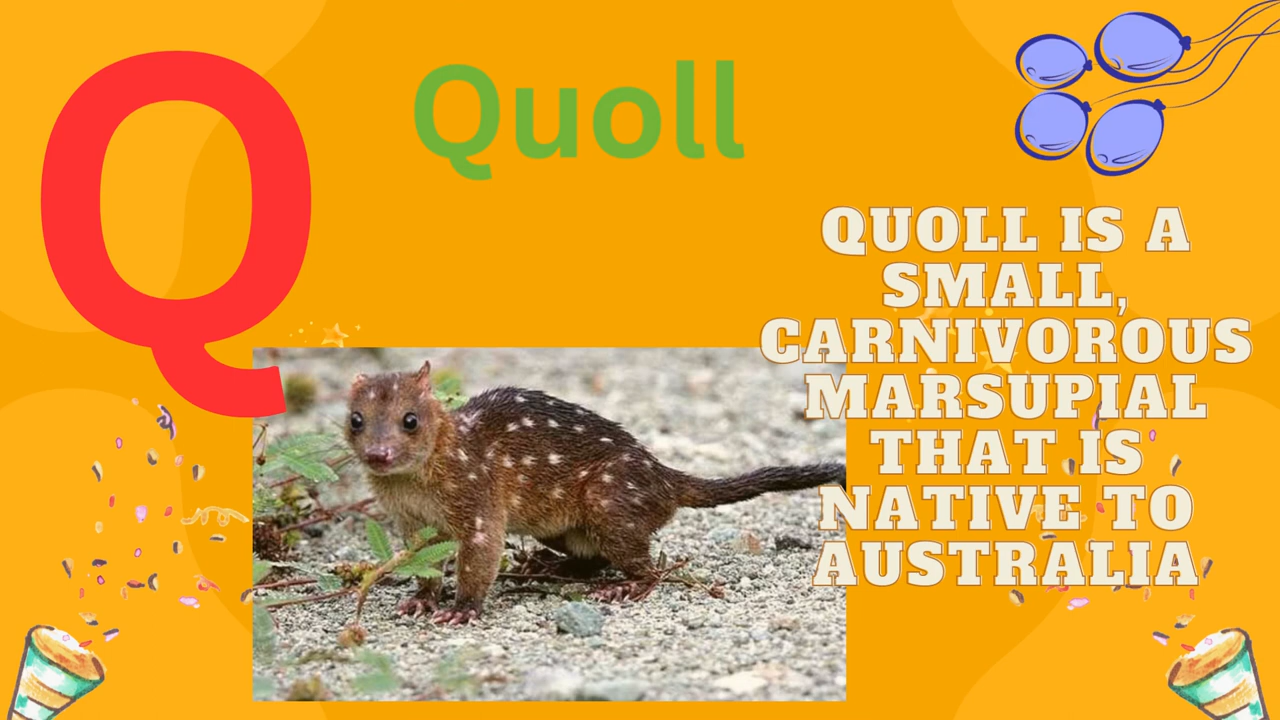 Q
Quoll
QUOLL IS A
SMALL,
CARNIVOROUS
MARSUPIAL
THAT IS
NATIVE TO
AUSTRALIA